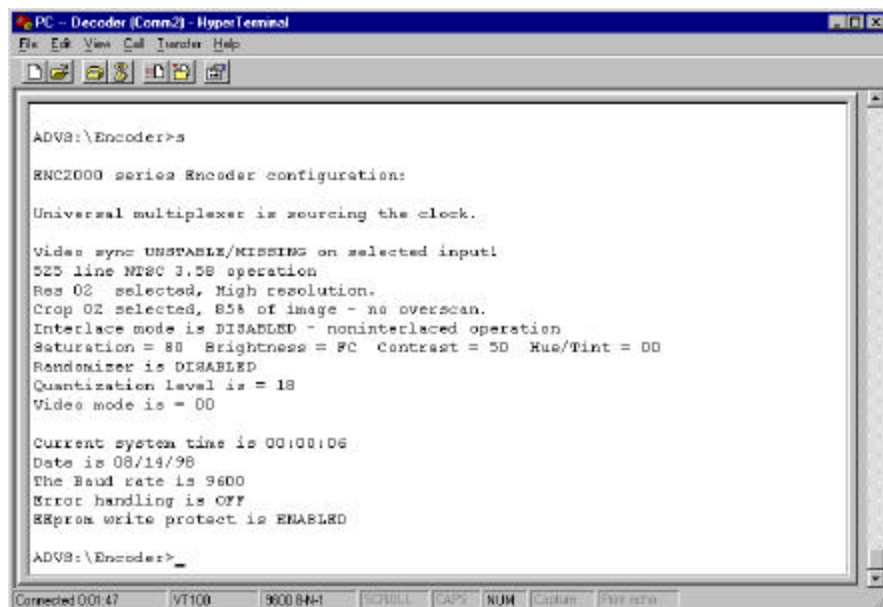 PC -- Decoder (Comm2) - HyperTerminal
File Edit View Call Transfer Help
ADVS:\Encoder>s
ENC2000 series Encoder configuration:
Universal multiplexer is sourcing the clock.
Video sync UNSTABLE/MISSING on selected input!
525 line NTSC 3.58 operation
Res 02 selected, High resolution.
Crop 02 selected, 85% of image - no overscan.
Interlace mode is DISABLED - noninterlaced operation
Saturation = 80 Brightness = FC Contrast = 5D Hue/Tint = 00
Randomizer is DISABLED
Quantization level is = 18
Video mode is = 00
Current system time is 00:00:06
Date is 08/14/98
The Baud rate is 9600
Error handling is OFF
EEprom write protect is ENABLED
ADVS:\Encoder>_
Connected 0:01:47 VT100 9600 8-N-1 SCROLL CAPS NUM Capture Print echo